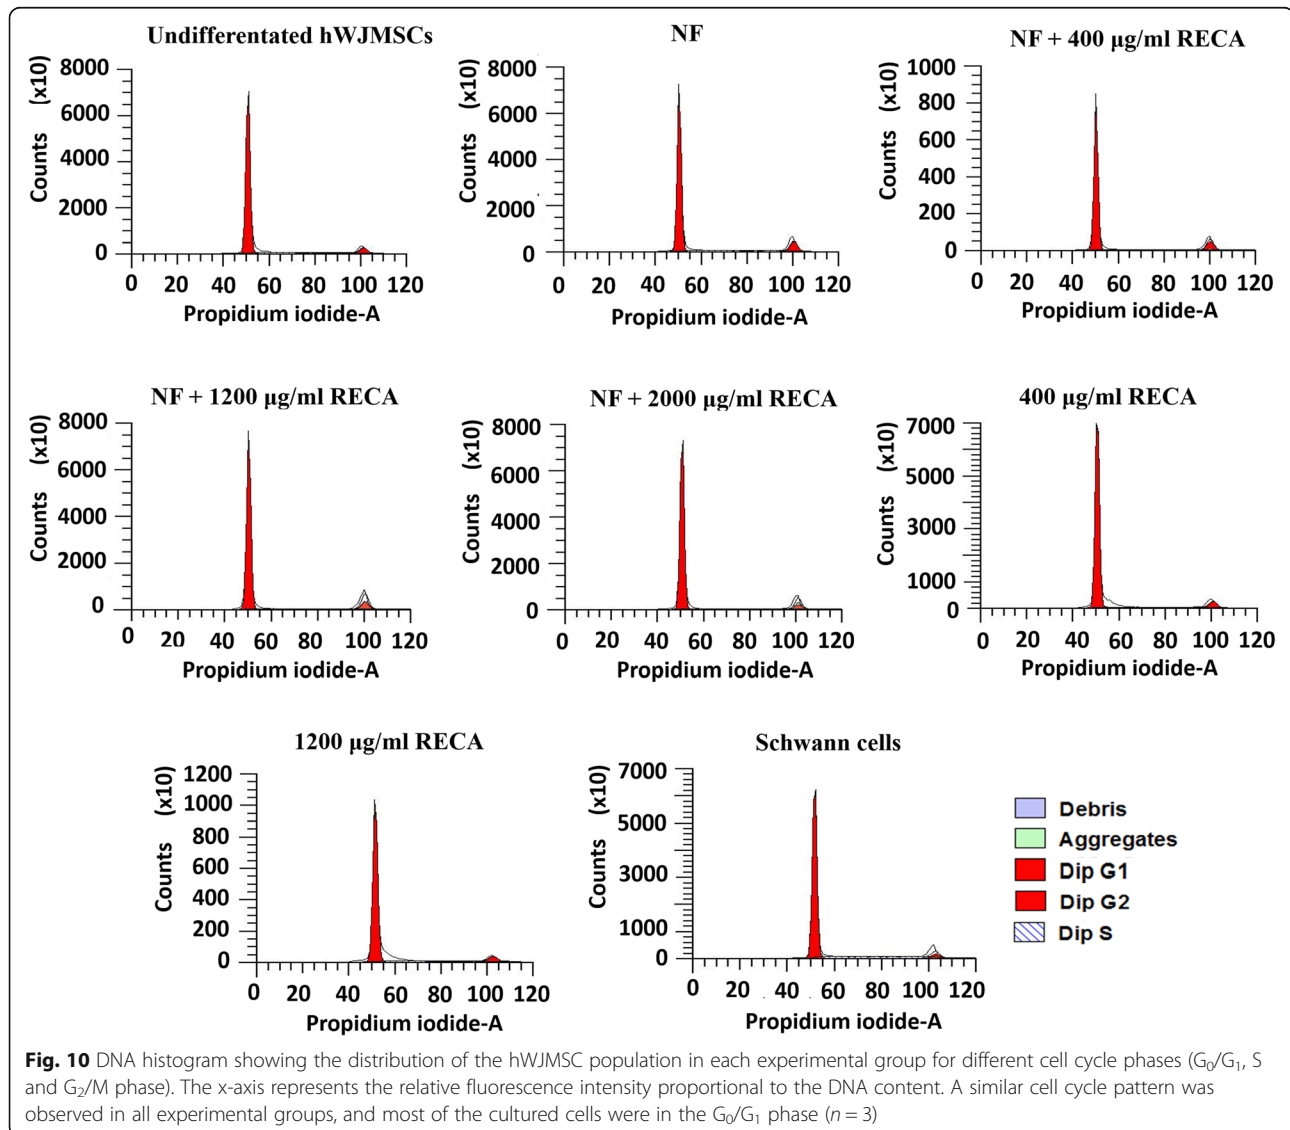 Undifferentated hWJMSCs
Counts (x10)
8000
6000
4000
2000
0
0 20 40 60 80 100 120
Propidium iodide-A
NF
Counts (x10)
8000
6000
4000
2000
0
0 20 40 60 80 100 120
Propidium iodide-A
NF + 400 µg/ml RECA
Counts (x10)
1000
800
600
400
200
0
0 20 40 60 80 100 120
Propidium iodide-A
NF + 1200 µg/ml RECA
Counts (x10)
8000
6000
4000
2000
0
0 20 40 60 80 100 120
Propidium iodide-A
NF + 2000 µg/ml RECA
Counts (x10)
8000
6000
4000
2000
0
0 20 40 60 80 100 120
Propidium iodide-A
400 µg/ml RECA
Counts (x10)
7000
5000
3000
1000
0
0 20 40 60 80 100 120
Propidium iodide-A
1200 µg/ml RECA
Counts (x10)
1200
1000
800
600
400
200
0
0 20 40 60 80 100 120
Propidium iodide-A
Schwann cells
Counts (x10)
7000
5000
3000
1000
0
0 20 40 60 80 100 120
Propidium iodide-A
Debris
Aggregates
Dip G1
Dip G2
Dip S
Fig. 10 DNA histogram showing the distribution of the hWJMSC population in each experimental group for different cell cycle phases (G₀/G₁, S
and G₂/M phase). The x-axis represents the relative fluorescence intensity proportional to the DNA content. A similar cell cycle pattern was
observed in all experimental groups, and most of the cultured cells were in the G₀/G₁ phase (n = 3)